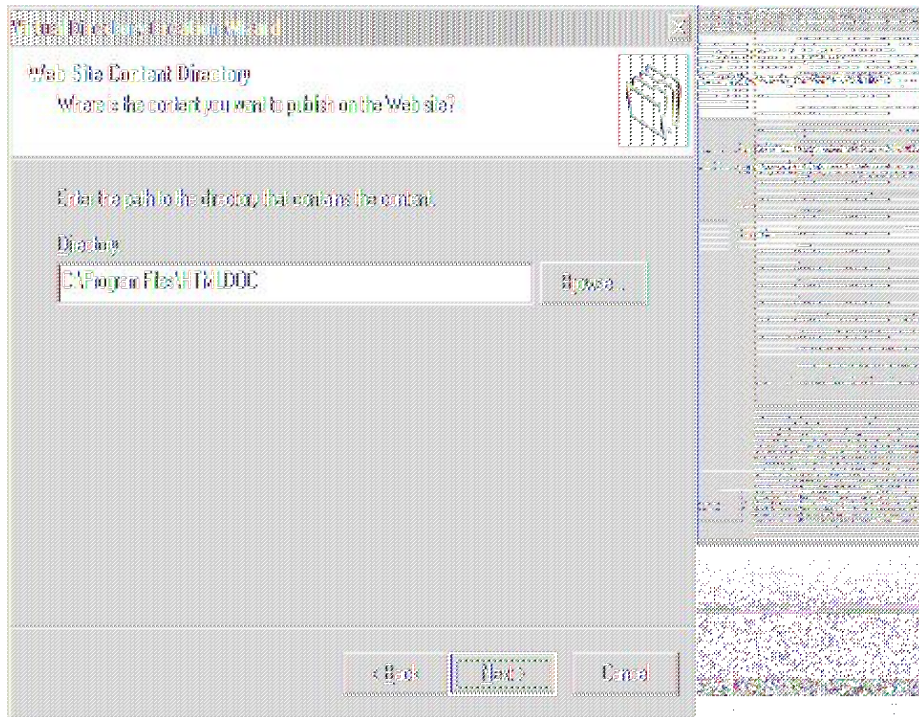 Virtual Directory Creation Wizard
Web Site Content Directory
Where is the content you want to publish on the Web site?
Enter the path to the directory that contains the content.
Directory
C:\Program Files\HTMLDOC
Browse...
< Back
Next >
Cancel